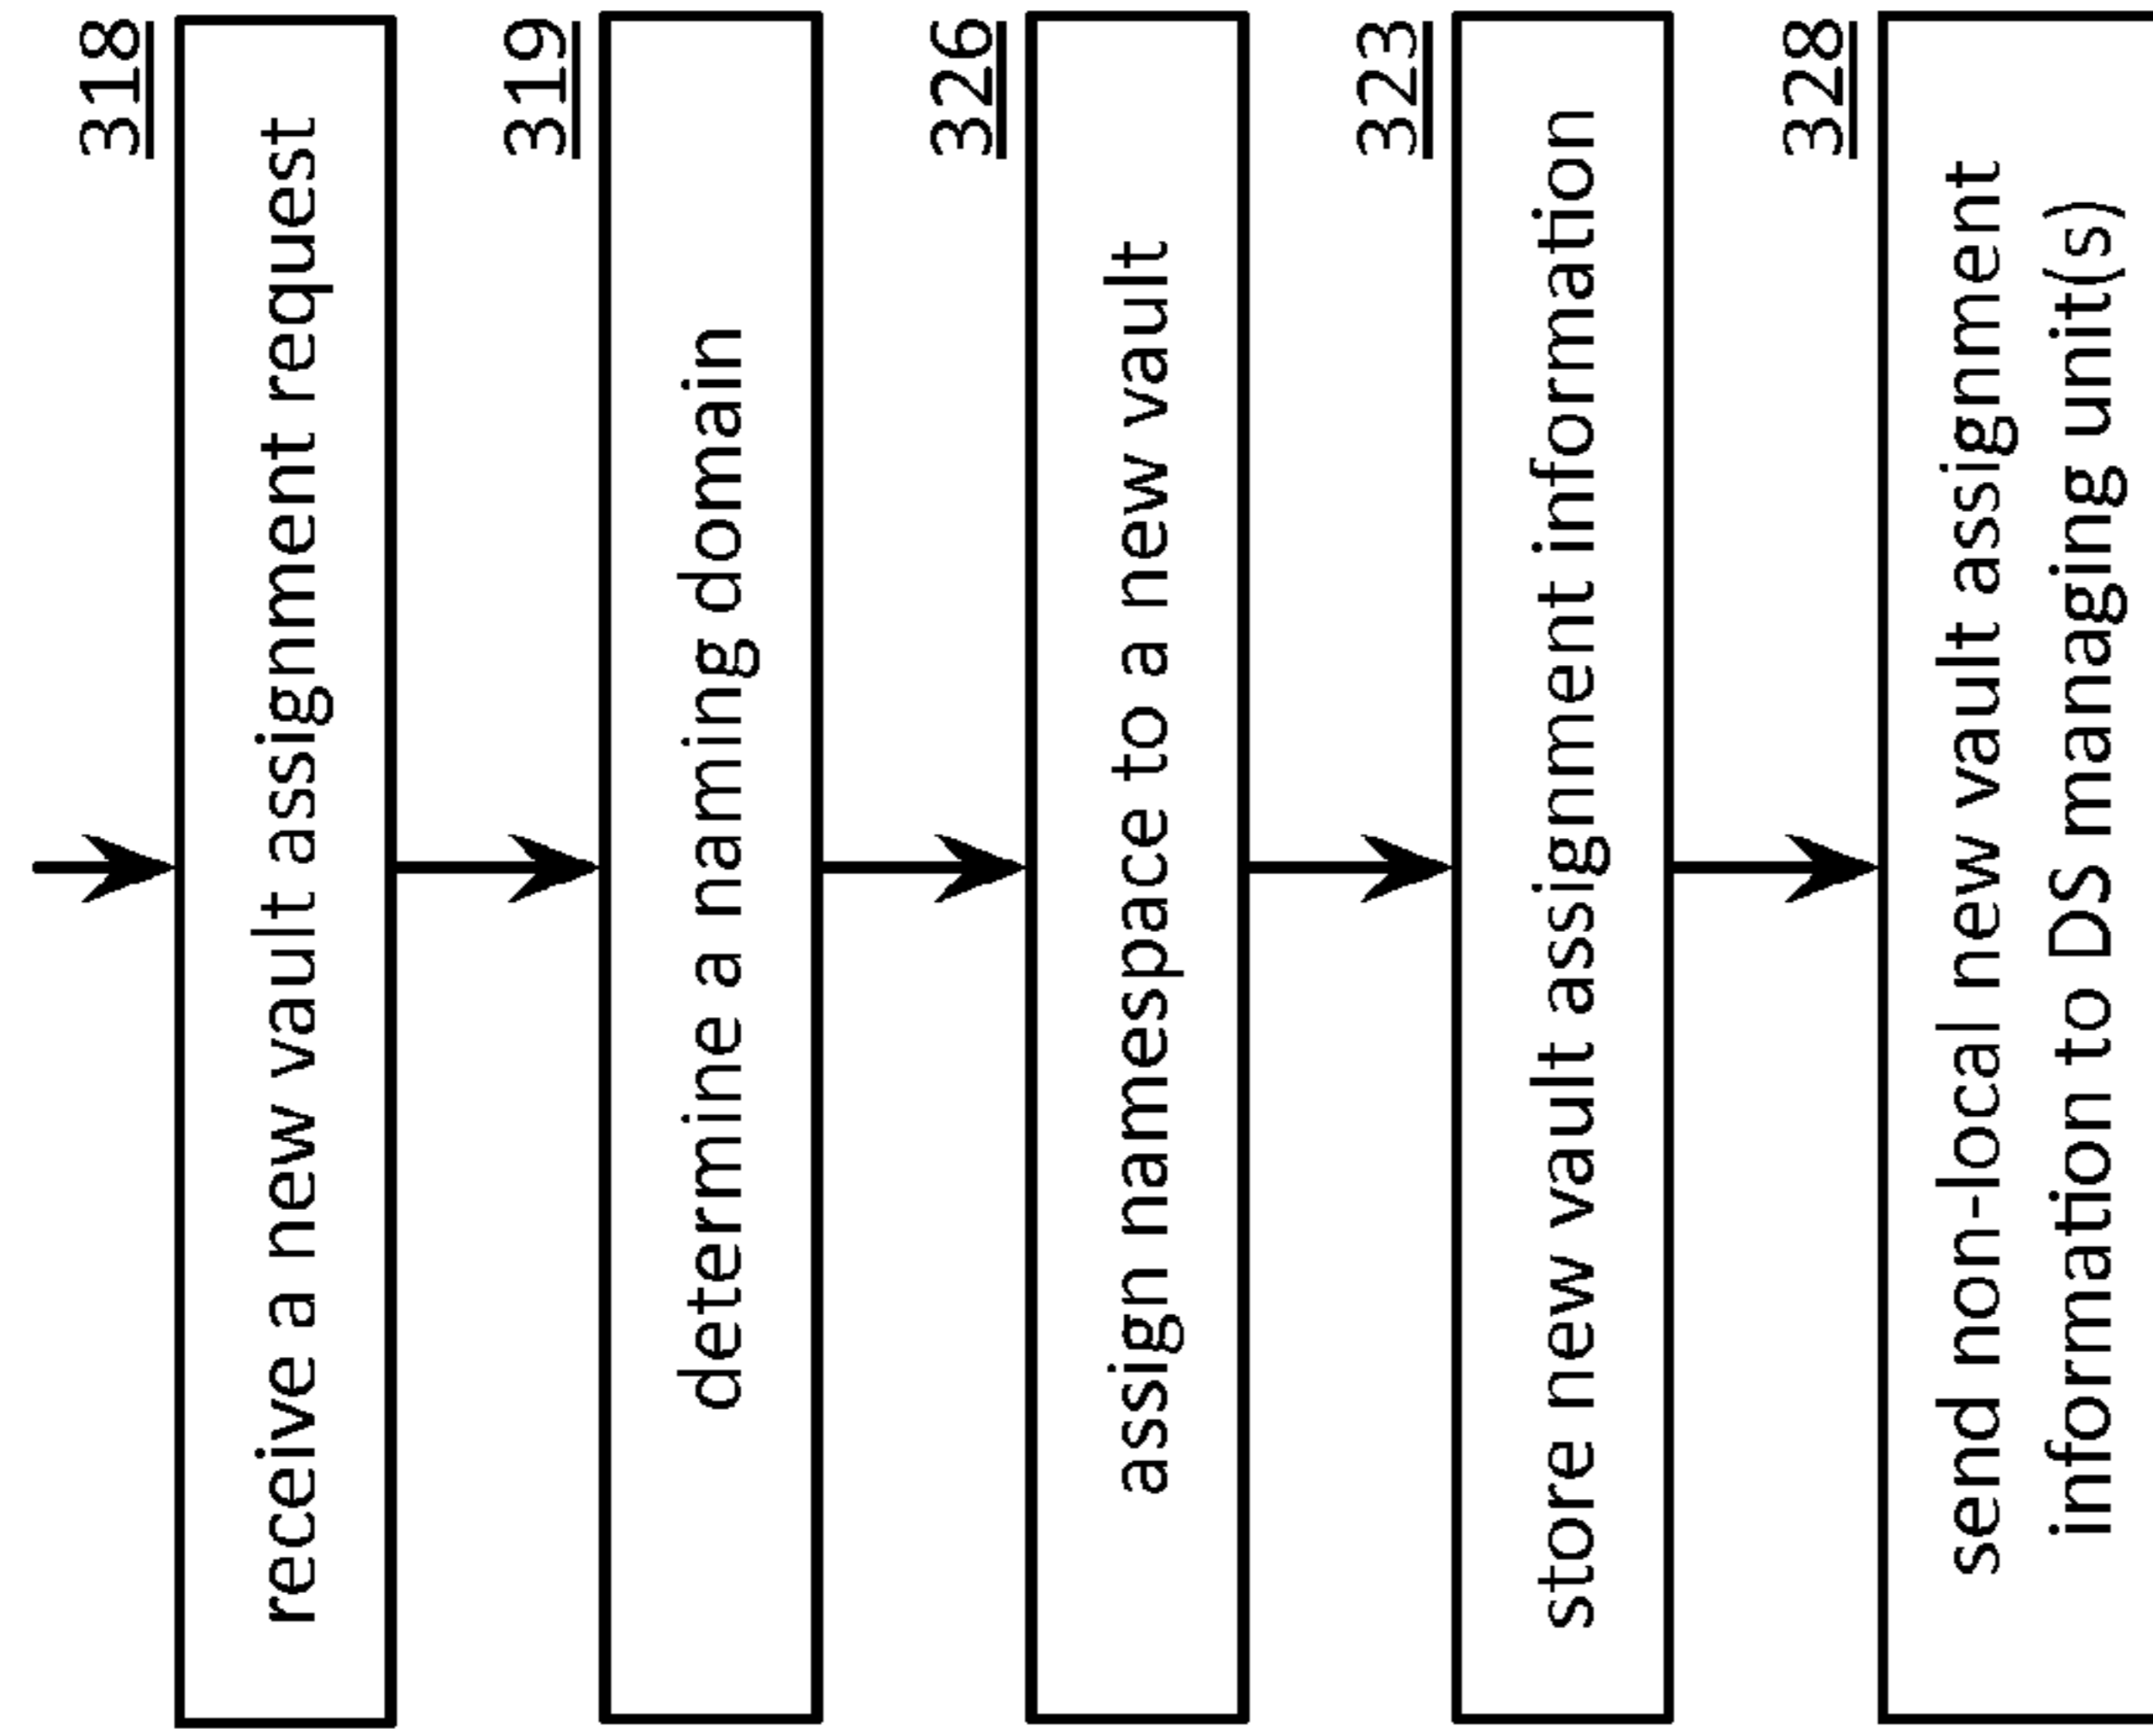 318
receive a new vault assignment request
319
determine a naming domain
326
assign namespace to a new vault
323
store new vault assignment information
328
send non-local new vault assignment
information to DS managing unit(s)